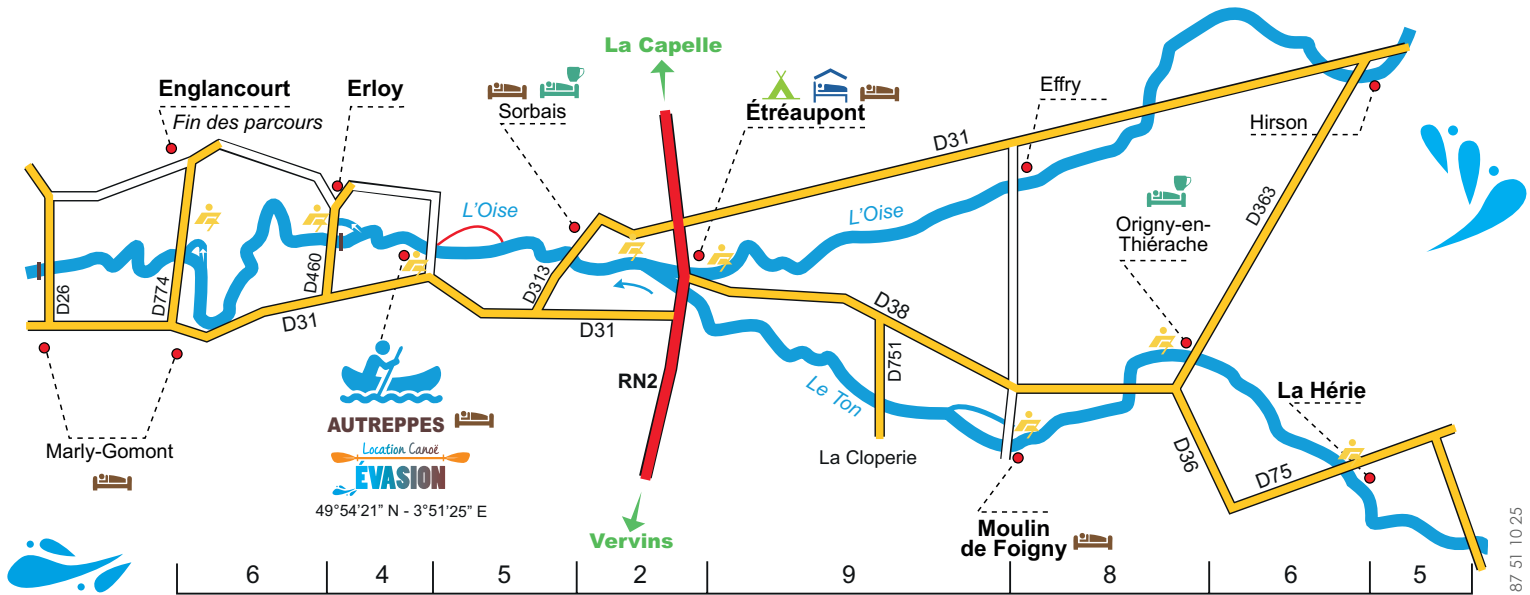 La Capelle
Englancourt
Fin des parcours
Erloy
Sorbais
Étréaupont
Effry
Hirson
D31
L'Oise
L'Oise
D363
Origny-en-
Thiérache
D26
D774
D460
D313
D31
D31
D38
D751
RN2
Le Ton
La Cloperie
D36
D75
La Hérie
Marly-Gomont
AUTREPPES
Location Canoë
ÉVASION
49°54'21” N - 3°51'25” E
Vervins
Moulin
de Foigny
6 4 5 2 9 8 6 5
87 51 10 25